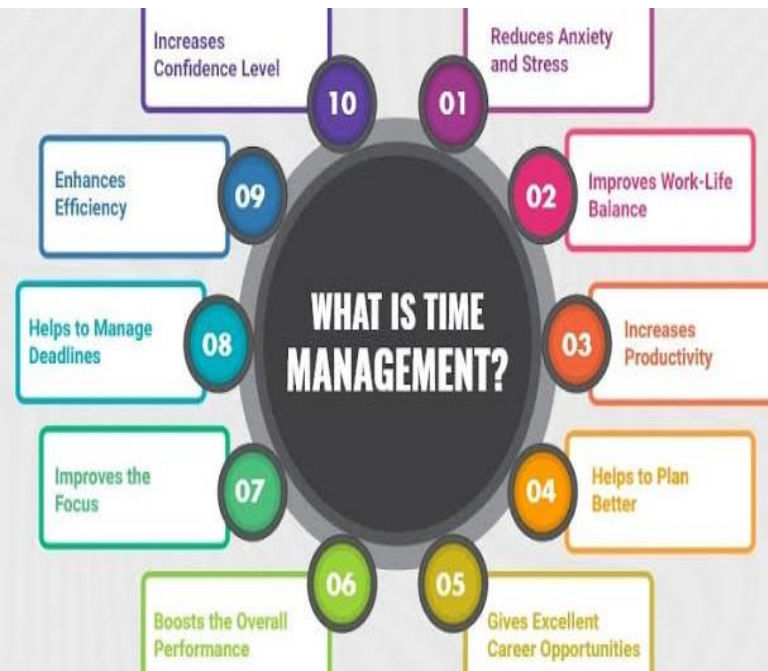 WHAT IS TIME
MANAGEMENT?
01
Reduces Anxiety
and Stress
02
Improves Work-Life
Balance
03
Increases
Productivity
04
Helps to Plan
Better
05
Gives Excellent
Career Opportunities
06
Boosts the Overall
Performance
07
Improves the
Focus
08
Helps to Manage
Deadlines
09
Enhances
Efficiency
10
Increases
Confidence Level